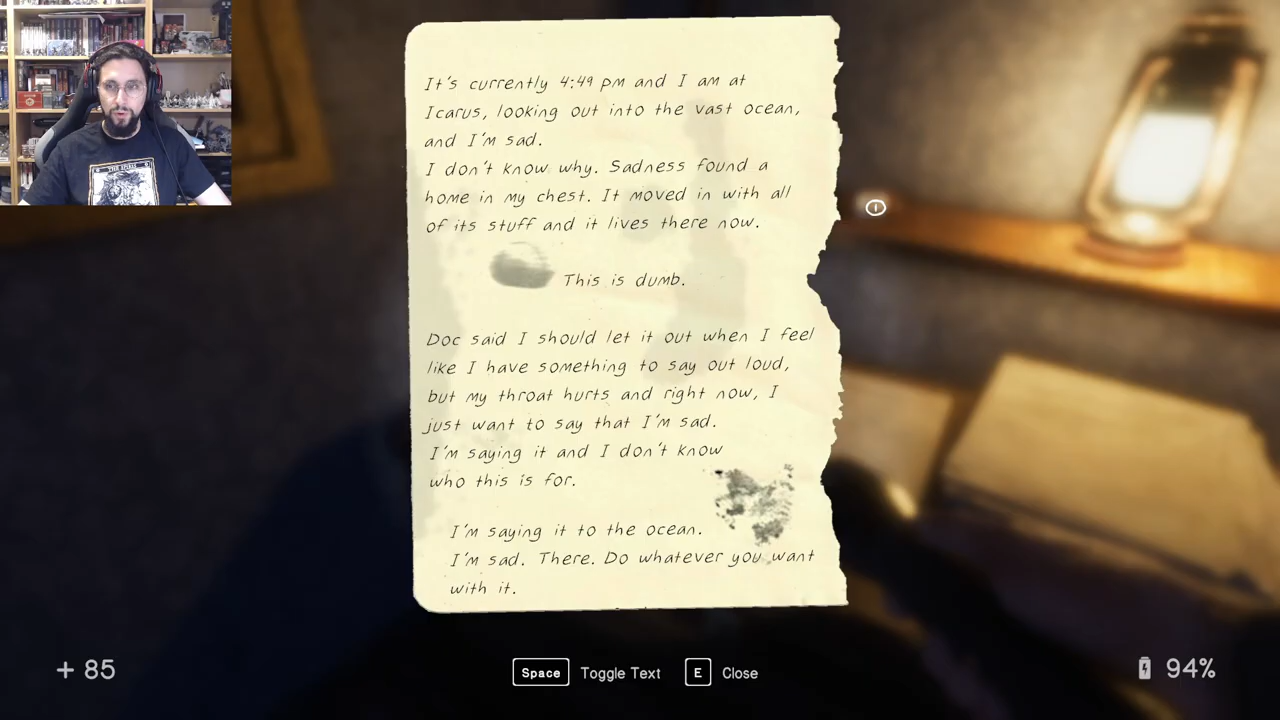 It's currently 4:49 pm and I am at
Icarus, looking out into the vast ocean,
and I'm sad.
I don't know why. Sadness found a
home in my chest. It moved in with all
of its stuff and it lives there now.
This is dumb.
Doc said I should let it out when I feel
like I have something to say out loud,
but my throat hurts and right now, I
just want to say that I'm sad.
I'm saying it and I don't know
who this is for.
I'm saying it to the ocean.
I'm sad. There. Do whatever you want
with it.
+ 85
Space Toggle Text E Close
94%